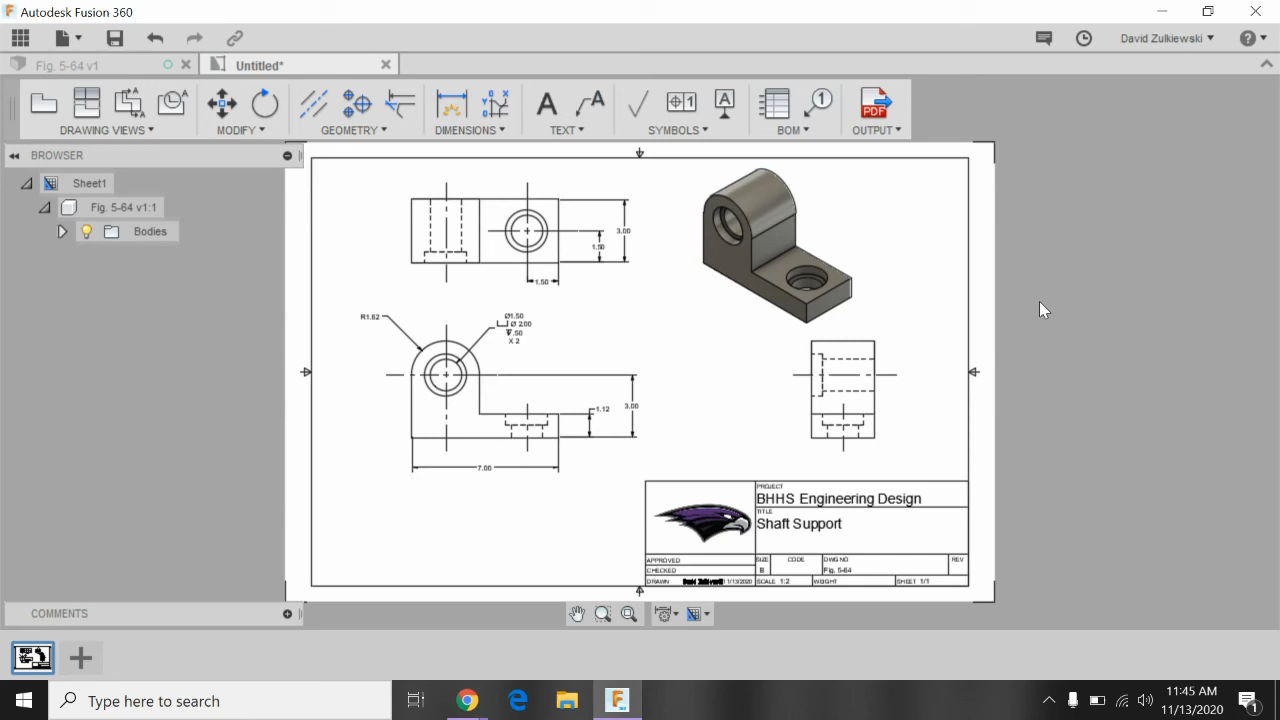 Autodesk Fusion 360
David Zulkiewski
Fig. 5-64 v1
Untitled*
DRAWING VIEWS
MODIFY
GEOMETRY
DIMENSIONS
TEXT
SYMBOLS
BOM
OUTPUT
BROWSER
Sheet1
Fig. 5-64 v1:1
Bodies
3.00
1.50
1.50
R1.62
Ø1.50
⌴ Ø 2.00
↧.50
X 2
1.12
3.00
7.00
PROJECT
BHHS Engineering Design
TITLE
Shaft Support
APPROVED
CHECKED
DRAWN 11/13/2020
SIZE
B
CODE
DWG NO
Fig. 5-64
REV
SCALE 1:2
WEIGHT
SHEET 1/1
COMMENTS
Type here to search
11:45 AM
11/13/2020
1